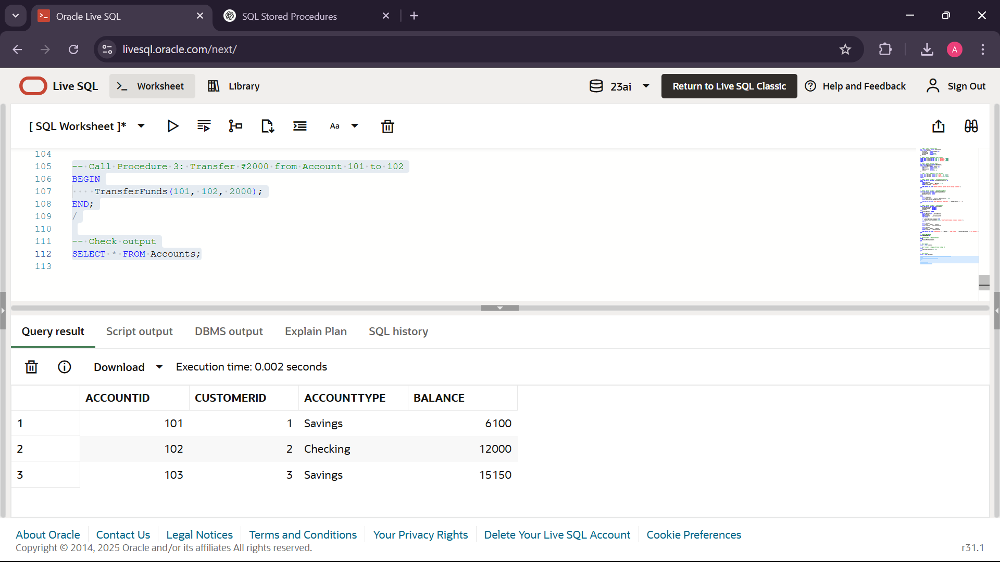 Oracle Live SQL
SQL Stored Procedures
livesql.oracle.com/next/
A
Live SQL
Worksheet
Library
23ai
Return to Live SQL Classic
Help and Feedback
Sign Out
[ SQL Worksheet ]*
Aa
104
105 -- Call Procedure 3: Transfer ₹2000 from Account 101 to 102
106 BEGIN
107 TransferFunds(101, 102, 2000);
108 END;
109 /
110
111 -- Check output
112 SELECT * FROM Accounts;
113
Query result
Script output
DBMS output
Explain Plan
SQL history
Download
Execution time: 0.002 seconds
ACCOUNTID CUSTOMERID ACCOUNTTYPE BALANCE
1 101 1 Savings 6100
2 102 2 Checking 12000
3 103 3 Savings 15150
About Oracle
Contact Us
Legal Notices
Terms and Conditions
Your Privacy Rights
Delete Your Live SQL Account
Cookie Preferences
Copyright © 2014, 2025 Oracle and/or its affiliates All rights reserved.
r31.1